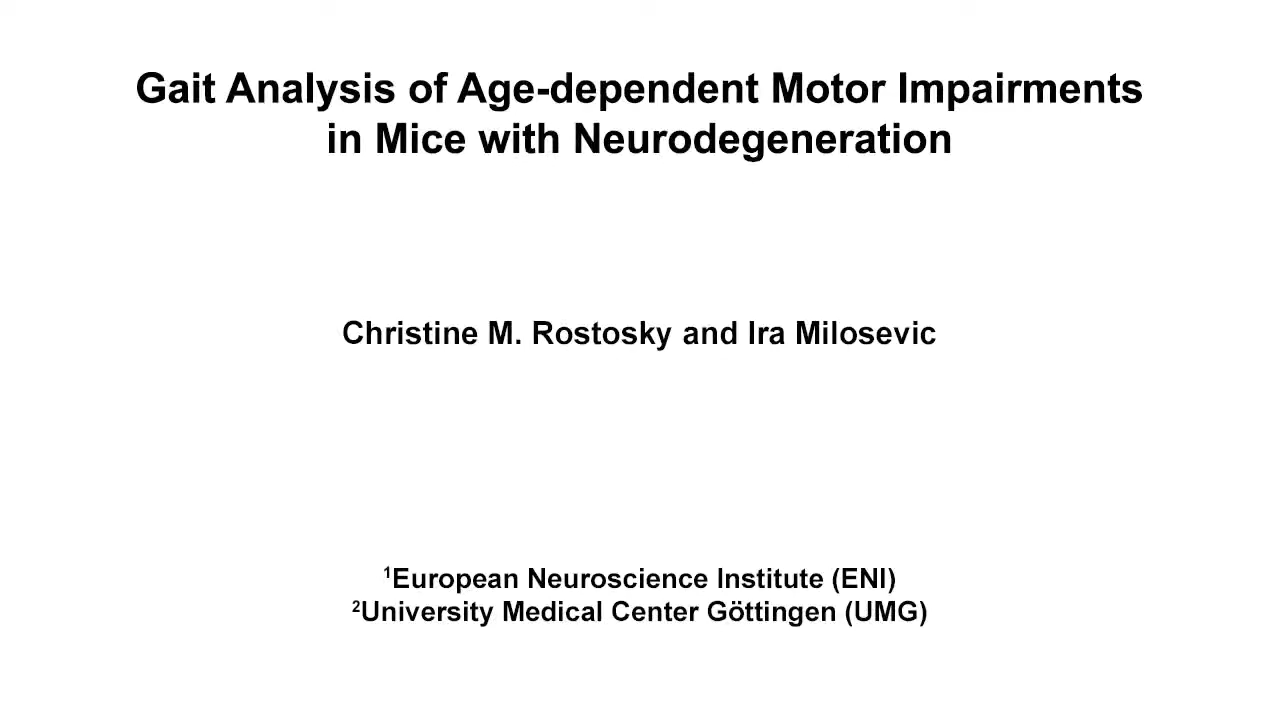 Gait Analysis of Age-dependent Motor Impairments
in Mice with Neurodegeneration
Christine M. Rostosky and Ira Milosevic
¹European Neuroscience Institute (ENI)
²University Medical Center Göttingen (UMG)